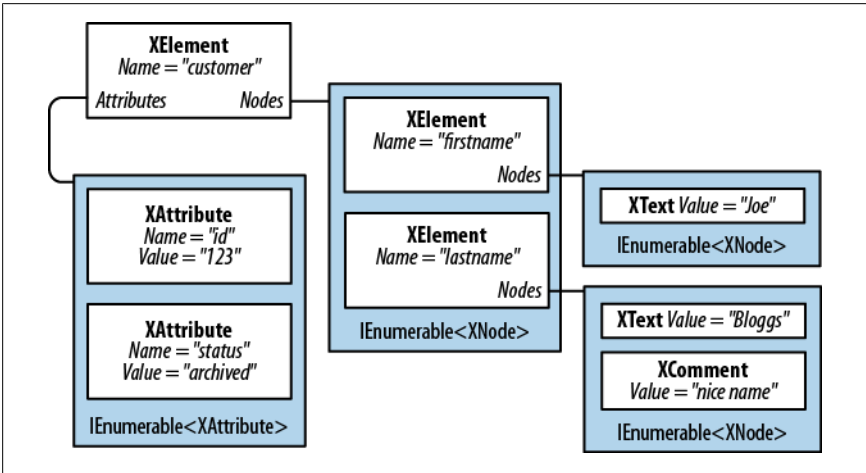 XElement
Name = "customer"
Attributes Nodes
XElement
Name = "firstname"
Nodes
XElement
Name = "lastname"
Nodes
IEnumerable<XNode>
XAttribute
Name = "id"
Value = "123"
XAttribute
Name = "status"
Value = "archived"
IEnumerable<XAttribute>
XText Value = "Joe"
IEnumerable<XNode>
XText Value = "Bloggs"
XComment
Value = "nice name"
IEnumerable<XNode>